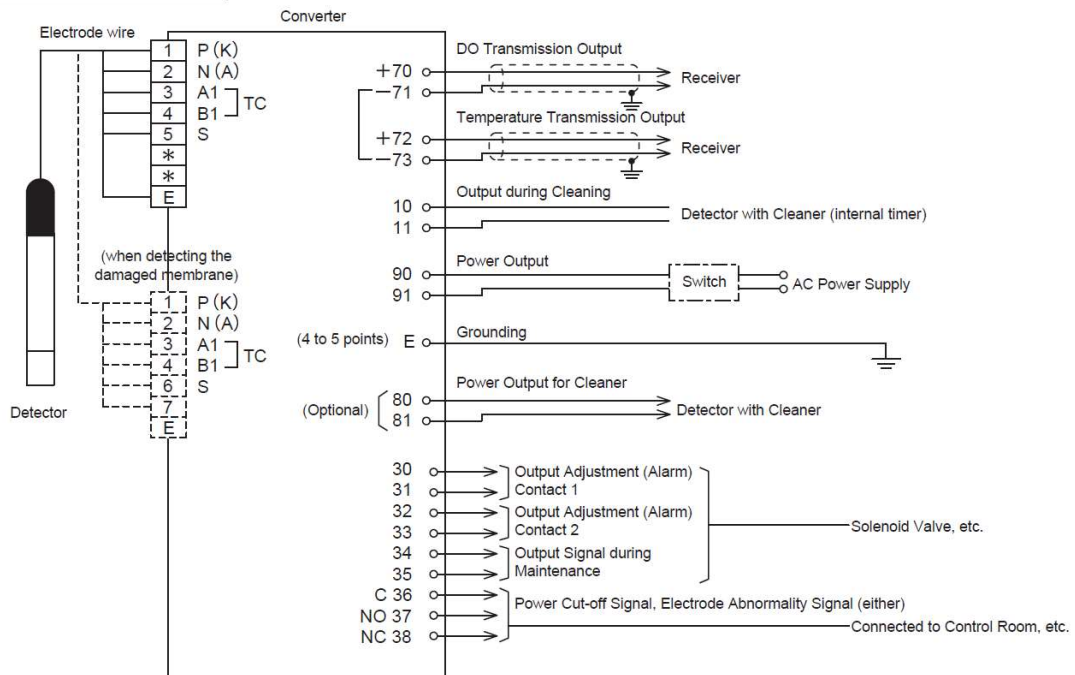 Converter
Electrode wire
1 P (K)
2 N (A)
3 A1
4 B1
TC
5 S
*
*
E
(when detecting the
damaged membrane)
1 P (K)
2 N (A)
3 A1
4 B1
TC
6 S
7
E
Detector
DO Transmission Output
+70
−71
Receiver
Temperature Transmission Output
+72
−73
Receiver
Output during Cleaning
10
11
Detector with Cleaner (internal timer)
Power Output
90
91
Switch
AC Power Supply
(4 to 5 points) E
Grounding
Power Output for Cleaner
(Optional)
80
81
Detector with Cleaner
30
31
Output Adjustment (Alarm)
Contact 1
32
33
Output Adjustment (Alarm)
Contact 2
34
35
Output Signal during
Maintenance
Solenoid Valve, etc.
C 36
NO 37
NC 38
Power Cut-off Signal, Electrode Abnormality Signal (either)
Connected to Control Room, etc.